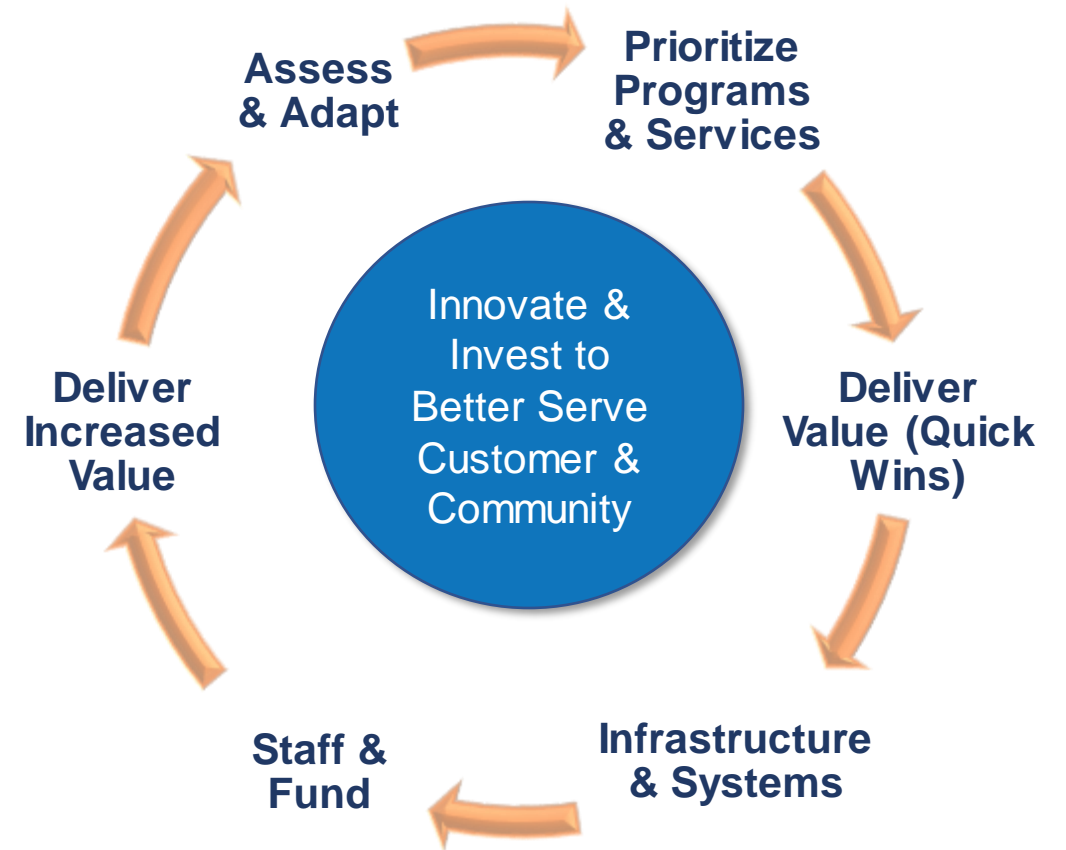 Assess
& Adapt
Prioritize
Programs
& Services
Deliver
Value (Quick
Wins)
Infrastructure
& Systems
Staff &
Fund
Deliver
Increased
Value
Innovate &
Invest to
Better Serve
Customer &
Community